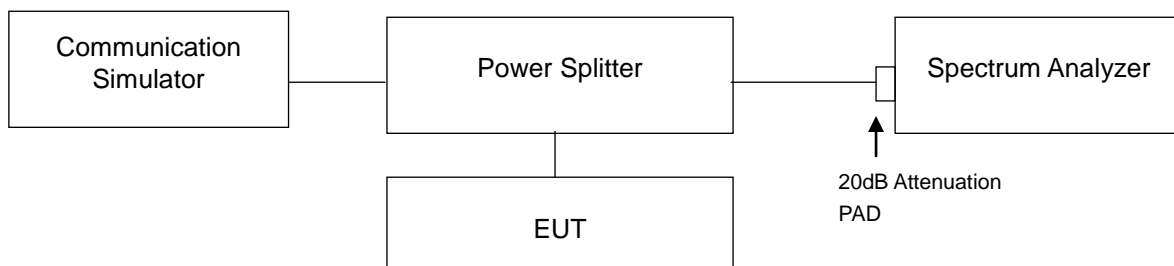 Communication
Simulator
Power Splitter
Spectrum Analyzer
20dB Attenuation
PAD
EUT